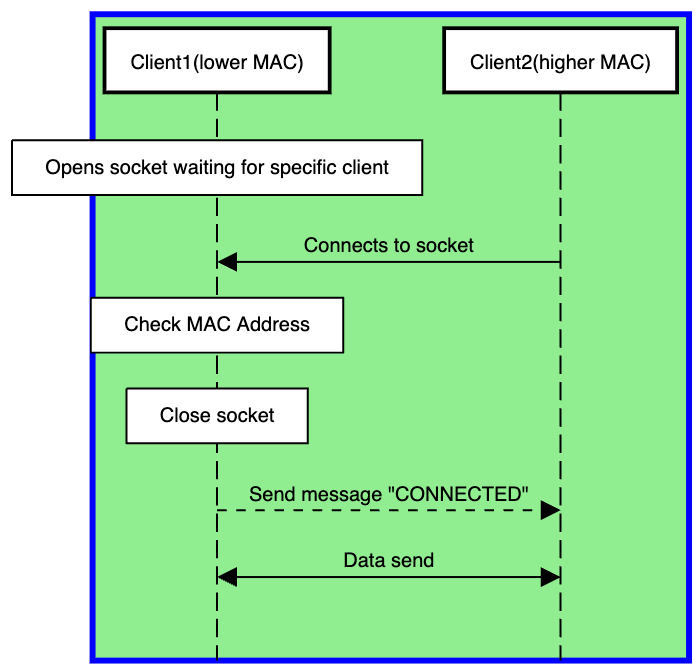 Client1(lower MAC)
Client2(higher MAC)
Opens socket waiting for specific client
Connects to socket
Check MAC Address
Close socket
Send message "CONNECTED"
Data send